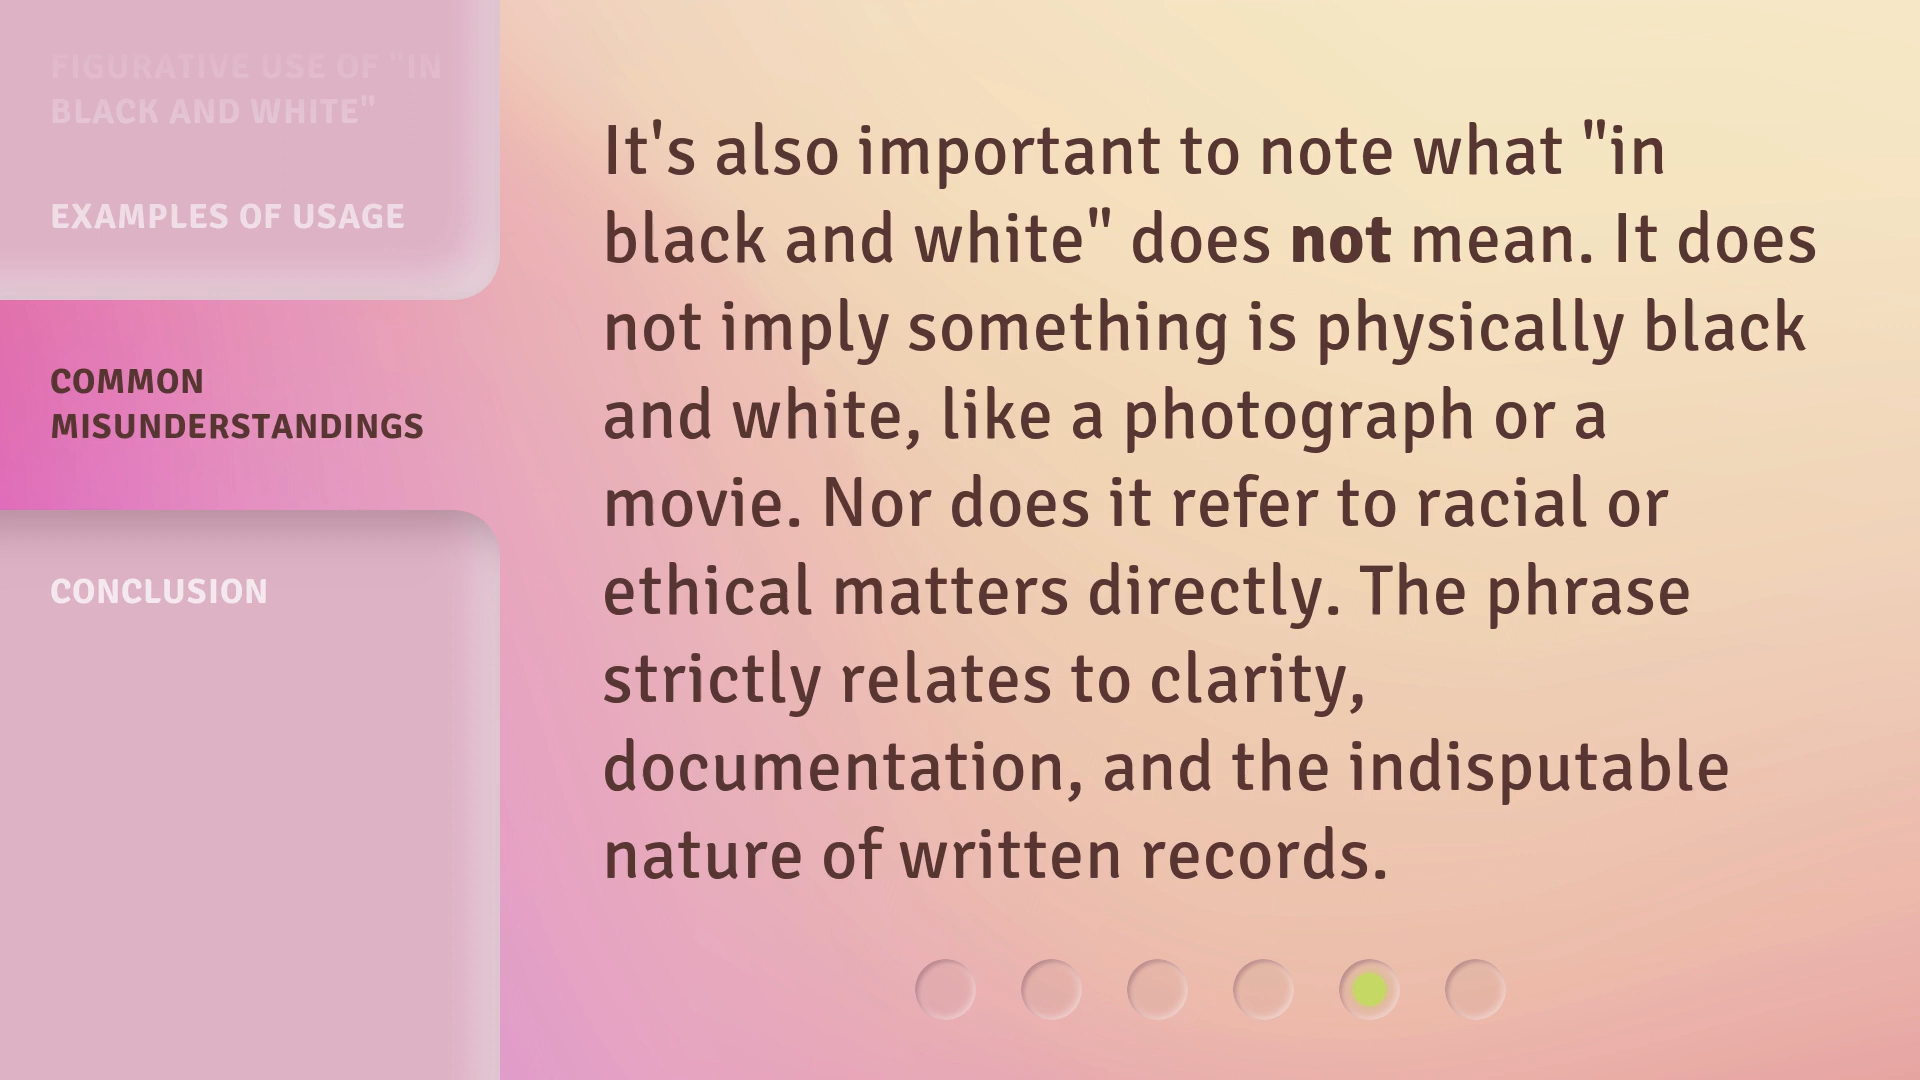 FIGURATIVE USE OF "IN
BLACK AND WHITE"
EXAMPLES OF USAGE
COMMON
MISUNDERSTANDINGS
CONCLUSION
It's also important to note what "in
black and white" does not mean. It does
not imply something is physically black
and white, like a photograph or a
movie. Nor does it refer to racial or
ethical matters directly. The phrase
strictly relates to clarity,
documentation, and the indisputable
nature of written records.